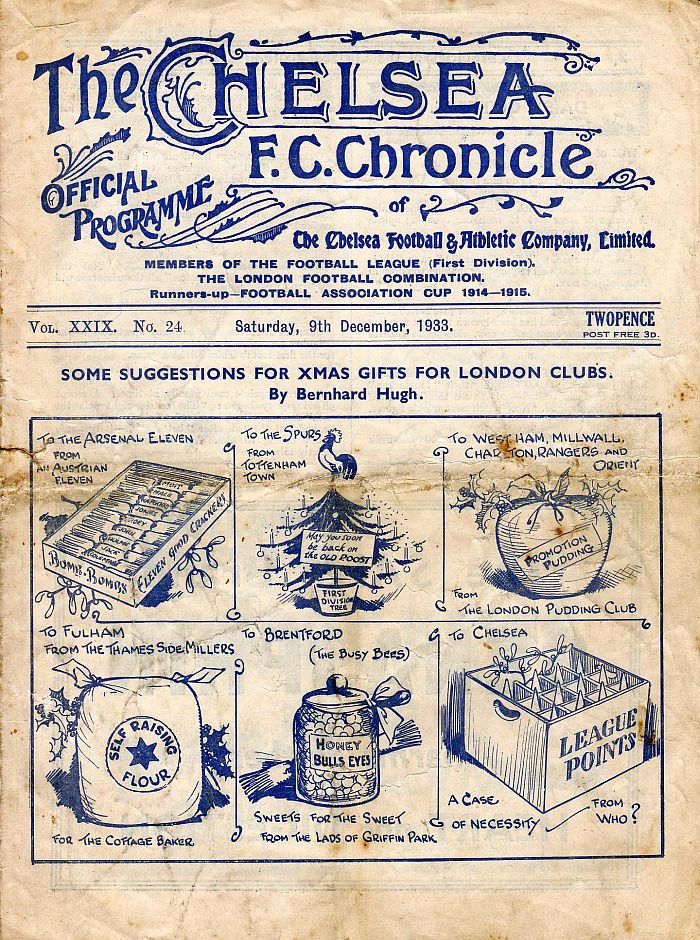 The CHELSEA
F.C. Chronicle
OFFICIAL
PROGRAMME
of
The Chelsea Football & Athletic Company, Limited.
MEMBERS OF THE FOOTBALL LEAGUE (First Division).
THE LONDON FOOTBALL COMBINATION.
Runners-up—FOOTBALL ASSOCIATION CUP 1914—1915.
VOL. XXIX. No. 24.
Saturday, 9th December, 1933.
TWOPENCE
POST FREE 3D.
SOME SUGGESTIONS FOR XMAS GIFTS FOR LONDON CLUBS.
By Bernhard Hugh.
TO THE ARSENAL ELEVEN
FROM
AN AUSTRIAN
ELEVEN
MOSS
MALE
JONES
JOEY
JOHN
JACK
BOMB-BOMBS
ELEVEN GOOD CRACKERS
TO THE SPURS
FROM
TOTTENHAM
TOWN
MAY YOU SOON
be back on
the OLD ROOST
FIRST
DIVISION
TREE
TO WEST HAM, MILLWALL,
CHARLTON, RANGERS AND
ORIENT
PROMOTION
PUDDING
FROM
THE LONDON PUDDING CLUB
TO FULHAM
FROM THE THAMES SIDE MILLERS
SELF RAISING
FLOUR
FOR THE COTTAGE BAKER
TO BRENTFORD
(THE BUSY BEES)
HONEY
BULLS EYES
SWEETS FOR THE SWEET
FROM THE LADS OF GRIFFIN PARK
TO CHELSEA
LEAGUE
POINTS
A CASE
OF NECESSITY
FROM
WHO?